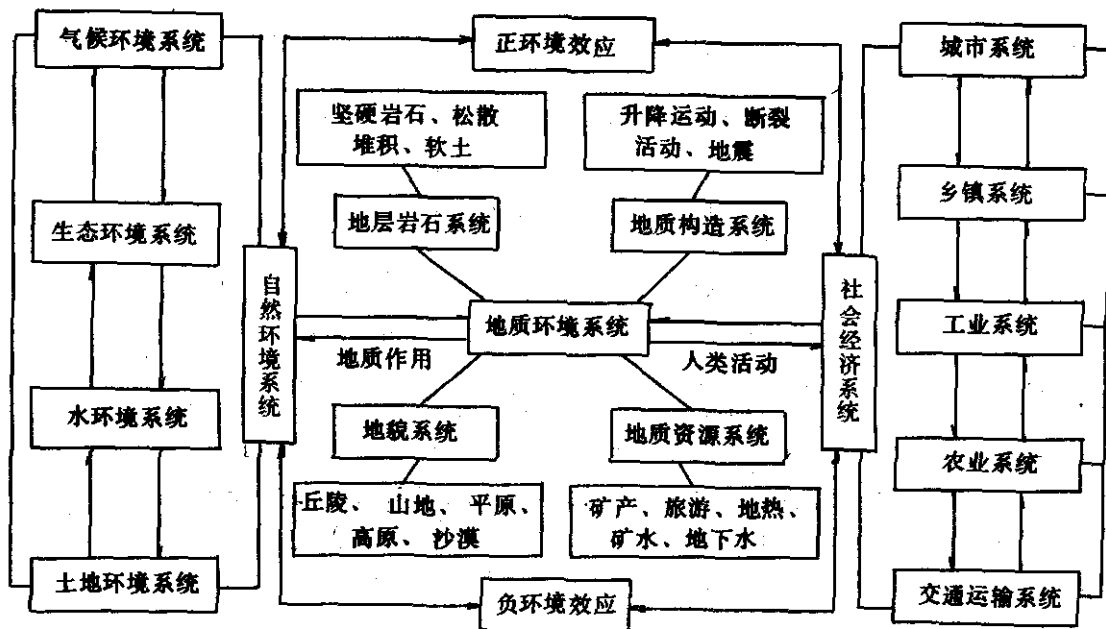 气候环境系统
正环境效应
城市系统
坚硬岩石、松散
堆积、软土
升降运动、断裂
活动、地震
生态环境系统
地层岩石系统
地质构造系统
乡镇系统
自然环境系统
地质环境系统
社会经济系统
工业系统
地质作用
人类活动
水环境系统
地貌系统
地质资源系统
农业系统
丘陵、山地、平原、
高原、沙漠
矿产、旅游、地热、
矿水、地下水
土地环境系统
负环境效应
交通运输系统